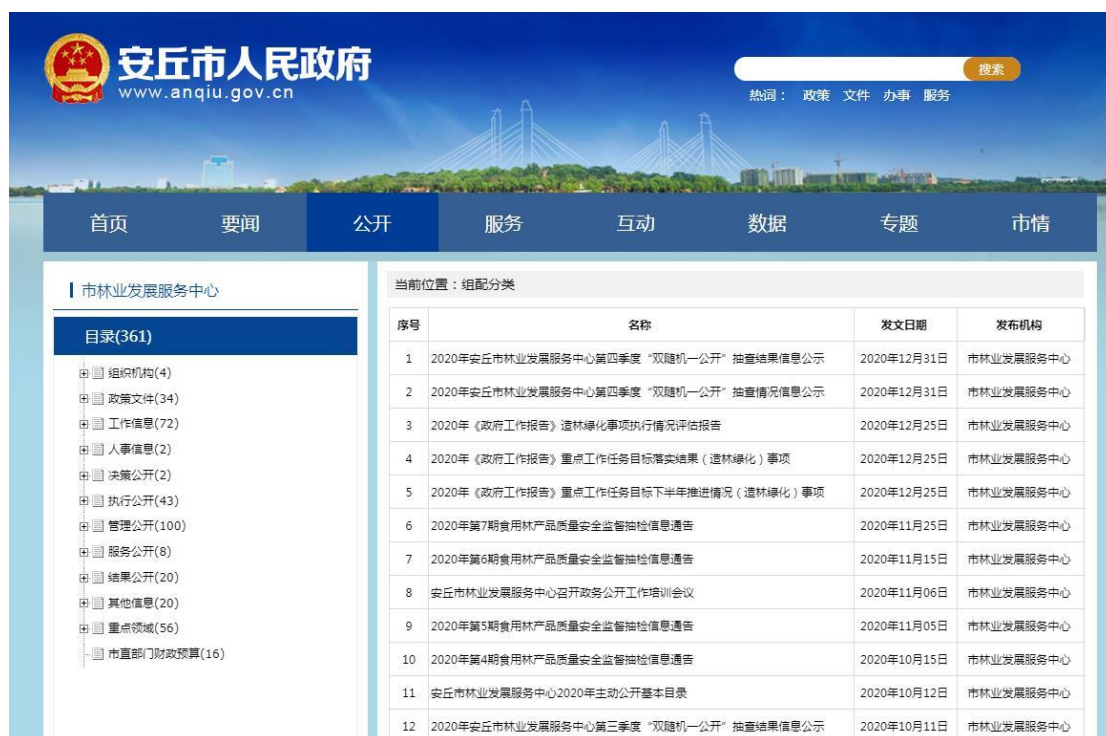 安丘市人民政府
www.anqiu.gov.cn
搜索
热词： 政策 文件 办事 服务
首页 要闻 公开 服务 互动 数据 专题 市情
市林业发展服务中心
目录(361)
组织机构(4)
政策文件(34)
工作信息(72)
人事信息(2)
决策公开(2)
执行公开(43)
管理公开(100)
服务公开(8)
结果公开(20)
其他信息(20)
重点领域(56)
市直部门财政预算(16)
当前位置：组配分类
序号 名称 发文日期 发布机构
1 2020年安丘市林业发展服务中心第四季度“双随机一公开”抽查结果信息公示 2020年12月31日 市林业发展服务中心
2 2020年安丘市林业发展服务中心第四季度“双随机一公开”抽查情况信息公示 2020年12月31日 市林业发展服务中心
3 2020年《政府工作报告》造林绿化事项执行情况评估报告 2020年12月25日 市林业发展服务中心
4 2020年《政府工作报告》重点工作任务目标落实结果（造林绿化）事项 2020年12月25日 市林业发展服务中心
5 2020年《政府工作报告》重点工作任务目标下半年推进情况（造林绿化）事项 2020年12月25日 市林业发展服务中心
6 2020年第7期食用林产品质量安全监督抽检信息通告 2020年11月25日 市林业发展服务中心
7 2020年第6期食用林产品质量安全监督抽检信息通告 2020年11月15日 市林业发展服务中心
8 安丘市林业发展服务中心召开政务公开工作培训会议 2020年11月06日 市林业发展服务中心
9 2020年第5期食用林产品质量安全监督抽检信息通告 2020年11月05日 市林业发展服务中心
10 2020年第4期食用林产品质量安全监督抽检信息通告 2020年10月15日 市林业发展服务中心
11 安丘市林业发展服务中心2020年主动公开基本目录 2020年10月12日 市林业发展服务中心
12 2020年安丘市林业发展服务中心第三季度“双随机一公开”抽查结果信息公示 2020年10月11日 市林业发展服务中心